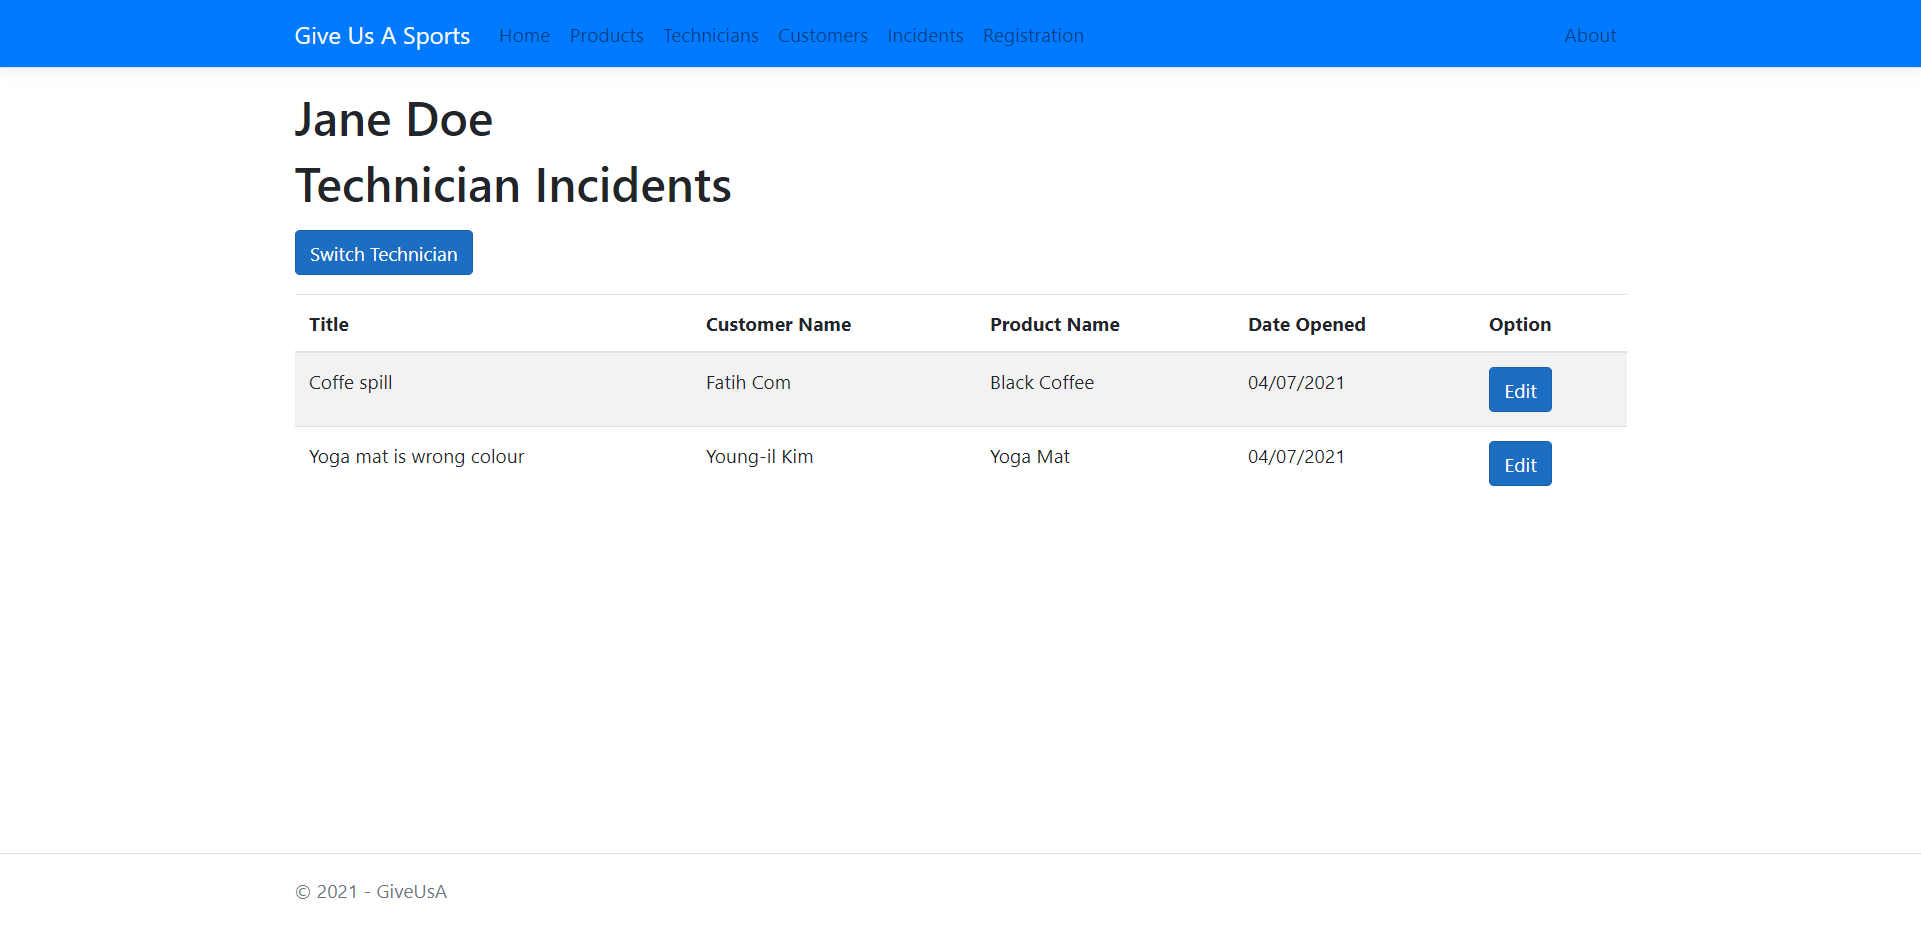 Give Us A Sports Home Products Technicians Customers Incidents Registration About
Jane Doe
Technician Incidents
Switch Technician
Title Customer Name Product Name Date Opened Option
Coffe spill Fatih Com Black Coffee 04/07/2021 Edit
Yoga mat is wrong colour Young-il Kim Yoga Mat 04/07/2021 Edit
© 2021 - GiveUsA